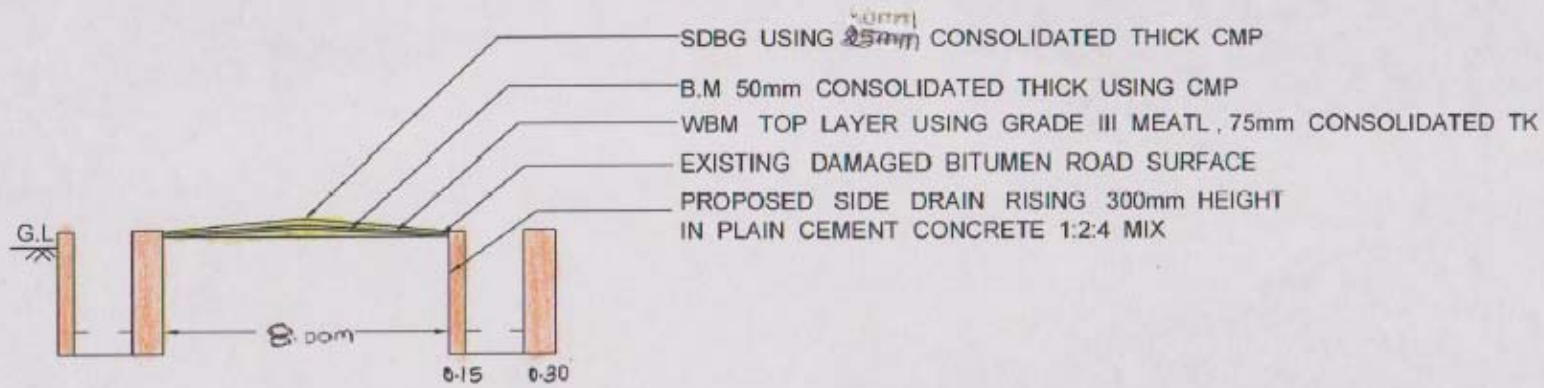 SDBG USING 25mm CONSOLIDATED THICK CMP
B.M 50mm CONSOLIDATED THICK USING CMP
WBM TOP LAYER USING GRADE III MEATL , 75mm CONSOLIDATED TK
EXISTING DAMAGED BITUMEN ROAD SURFACE
PROPOSED SIDE DRAIN RISING 300mm HEIGHT
IN PLAIN CEMENT CONCRETE 1:2:4 MIX
G.L
8.00m
0.15 0.30